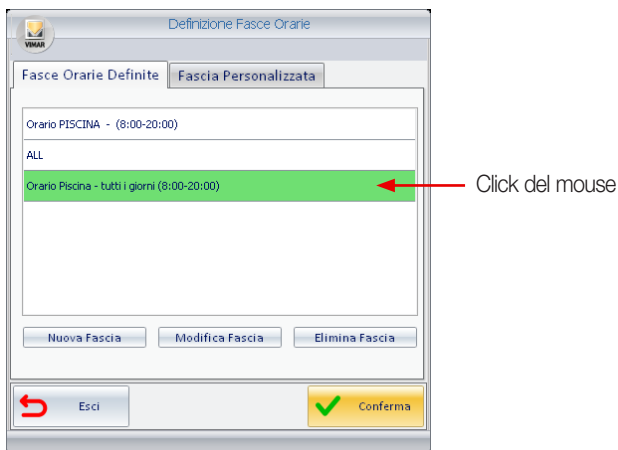 Definizione Fasce Orarie
VIMAR
Fasce Orarie Definite Fascia Personalizzata
Orario PISCINA - (8:00-20:00)
ALL
Orario Piscina - tutti i giorni (8:00-20:00)
Click del mouse
Nuova Fascia Modifica Fascia Elimina Fascia
Esci Conferma